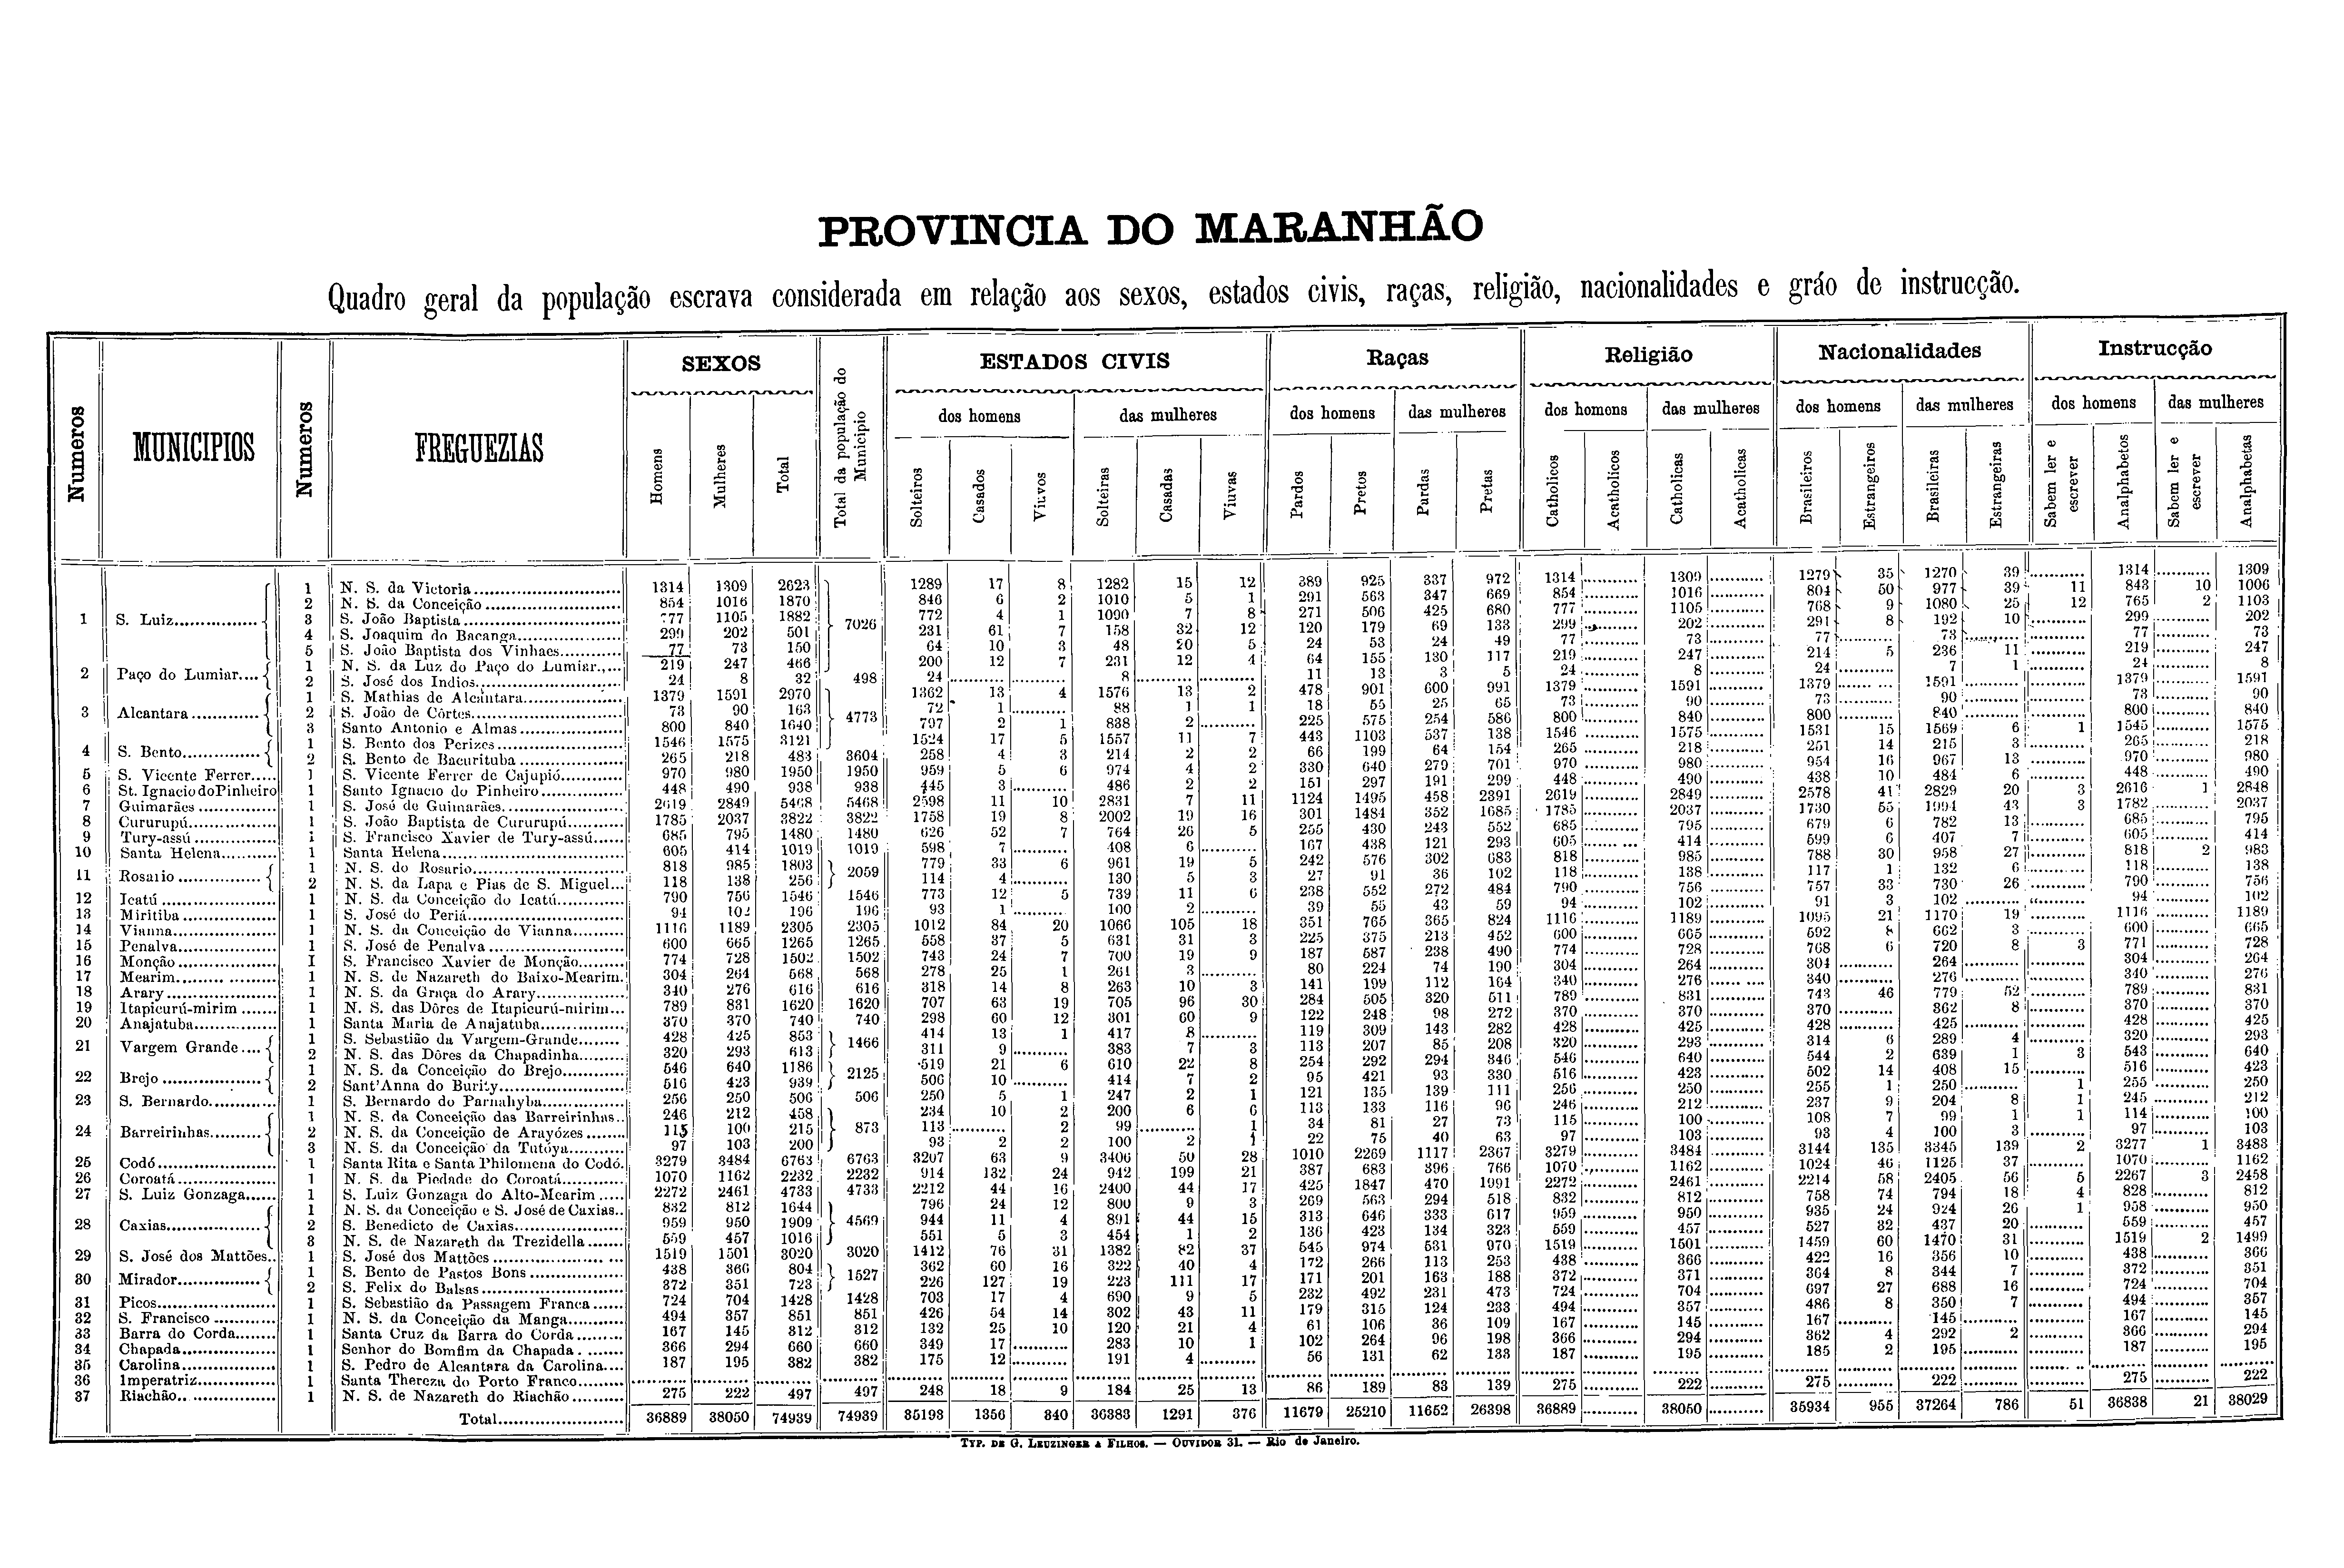 PROVINCIA DO MARANHÃO
Quadro geral da população escrava considerada em relação aos sexos, estados civis, raças, religião, nacionalidades e gráo de instrucção.
Numeros MUNICIPIOS Numeros FREGUEZIAS SEXOS Total da população do Municipio ESTADOS CIVIS Raças Religião Nacionalidades Instrucção
dos homens das mulheres dos homens das mulheres dos homens das mulheres dos homens das mulheres dos homens das mulheres
Homens Mulheres Total Solteiros Casados Viuvos Solteiras Casadas Viuvas Pardos Pretos Pardas Pretas Catholicos Acatholicos Catholicas Acatholicas Brasileiros Estrangeiros Brasileiras Estrangeiras Sabem ler e escrever Analphabetos Sabem ler e escrever Analphabetas
1 S. Luiz 1 N. S. da Victoria 1314 1309 2623 7026 1289 17 8 1282 15 12 389 925 337 972 1314 1309 1279 35 1270 39 1314 1309
2 N. S. da Conceição 854 1016 1870 846 6 2 1010 5 1 291 563 347 669 854 1016 804 50 977 39 11 843 10 1006
3 S. João Baptista 777 1105 1882 772 4 1 1090 7 8 271 506 425 680 777 1105 768 9 1080 25 12 765 2 1103
4 S. Joaquim do Bacanga 299 202 501 231 61 7 158 32 12 120 179 69 133 299 202 291 8 192 10 299 202
5 S. João Baptista dos Vinhaes 77 73 150 64 10 3 48 20 5 24 53 24 49 77 73 77 73 77 73
2 Paço do Lumiar 1 N. S. da Luz do Paço do Lumiar 219 247 466 200 12 7 231 12 4 64 155 130 117 219 247 214 5 236 11 219 247
2 S. José dos Indios 24 8 32 498 24 8 11 13 3 5 24 8 24 7 1 24 8
3 Alcantara 1 S. Mathias de Alcântara 1379 1591 2970 4773 1362 13 4 1576 13 2 478 901 600 991 1379 1591 1379 1591 1379 1591
2 S. João de Côrtes 73 90 163 72 1 88 1 1 18 55 25 65 73 90 73 90 73 90
3 Santo Antonio e Almas 800 840 1640 797 2 1 838 2 225 575 254 586 800 840 800 840 800 840
4 S. Bento 1 S. Bento dos Perizes 1546 1575 3121 1524 17 5 1557 11 7 443 1103 537 138 1546 1575 1531 15 1569 6 1 1545 1575
2 S. Bento de Bacurituba 265 218 483 3604 258 4 3 214 2 2 66 199 64 154 265 218 251 14 215 3 265 218
5 S. Vicente Ferrer 1 S. Vicente Ferrer de Cajupió 970 980 1950 1950 959 5 6 974 4 2 330 640 279 701 970 980 954 16 967 13 970 980
6 St. Ignacio do Pinheiro 1 Santo Ignacio do Pinheiro 448 490 938 938 445 3 486 2 2 151 297 191 299 448 490 438 10 484 6 448 490
7 Guimarães 1 S. José de Guimarães 2619 2849 5468 5468 2598 11 10 2831 7 11 1124 1495 458 2391 2619 2849 2578 41 2829 20 3 2616 1 2848
8 Cururupú 1 S. João Baptista de Cururupú 1785 2037 3822 3822 1758 19 8 2002 19 16 301 1484 352 1685 1785 2037 1730 55 1994 43 3 1782 2037
9 Tury-assú 1 S. Francisco Xavier de Tury-assú 685 795 1480 1480 626 52 7 764 26 5 255 430 243 552 685 795 679 6 782 13 685 795
10 Santa Helena 1 Santa Helena 605 414 1019 1019 598 7 408 6 167 438 121 293 605 414 599 6 407 7 605 414
11 Rosario 1 N. S. do Rosario 818 985 1803 2059 779 33 6 961 19 5 242 576 302 683 818 985 788 30 958 27 818 2 983
2 N. S. da Lapa e Pias de S. Miguel 118 138 256 114 4 130 5 3 27 91 36 102 118 138 117 1 132 6 118 138
12 Icatú 1 N. S. da Conceição do Icatú 790 756 1546 1546 773 12 5 739 11 6 238 552 272 484 790 756 757 33 730 26 790 756
13 Miritiba 1 S. José do Periá 94 102 196 196 93 1 100 2 39 55 43 59 94 102 91 3 102 94 102
14 Vianna 1 N. S. da Conceição de Vianna 1116 1189 2305 2305 1012 84 20 1066 105 18 351 765 365 824 1116 1189 1095 21 1170 19 1116 1189
15 Penalva 1 S. José de Penalva 600 665 1265 1265 558 37 5 631 31 3 225 375 213 452 600 665 592 8 662 3 600 665
16 Monção 1 S. Francisco Xavier de Monção 774 728 1502 1502 743 24 7 700 19 9 187 587 238 490 774 728 768 6 720 8 3 771 728
17 Mearim 1 N. S. de Nazareth do Baixo-Mearim 304 264 568 568 278 25 1 261 3 80 224 74 190 304 264 304 264 304 264
18 Arary 1 N. S. da Graça do Arary 340 276 616 616 318 14 8 263 10 3 141 199 112 164 340 276 340 276 340 276
19 Itapicurú-mirim 1 N. S. das Dôres de Itapicurú-mirim 789 831 1620 1620 707 63 19 705 96 30 284 505 320 511 789 831 743 46 779 52 789 831
20 Anajatuba 1 Santa Maria de Anajatuba 370 370 740 740 298 60 12 301 60 9 122 248 98 272 370 370 370 362 8 370 370
21 Vargem Grande 1 S. Sebastião da Vargem-Grande 428 425 853 1466 414 13 1 417 8 119 309 143 282 428 425 428 425 428 425
2 N. S. das Dôres da Chapadinha 320 293 613 311 9 383 7 3 113 207 85 208 320 293 314 6 289 4 320 293
22 Brejo 1 N. S. da Conceição do Brejo 546 640 1186 2125 519 21 6 610 22 8 254 292 294 346 546 640 544 2 639 1 3 543 640
2 Sant'Anna do Burity 516 423 939 506 10 414 7 2 95 421 93 330 516 423 502 14 408 15 516 423
23 S. Bernardo 1 S. Bernardo do Parnahyba 256 250 506 506 250 5 1 247 2 1 121 135 139 111 256 250 255 1 250 1 255 250
24 Barreirinhas 1 N. S. da Conceição das Barreirinhas 246 212 458 873 234 10 2 200 6 6 113 133 116 96 246 212 237 9 204 8 1 245 212
2 N. S. da Conceição de Arayózes 115 100 215 113 2 99 1 34 81 27 73 115 100 108 7 99 1 1 114 100
3 N. S. da Conceição da Tutóya 97 103 200 93 2 2 100 2 1 22 75 40 63 97 103 93 4 100 3 97 103
25 Codó 1 Santa Rita e Santa Philomena do Codó 3279 3484 6763 6763 3207 63 9 3406 50 28 1010 2269 1117 2367 3279 3484 3144 135 3345 139 2 3277 1 3483
26 Coroatá 1 N. S. da Piedade do Coroatá 1070 1162 2232 2232 914 132 24 942 199 21 387 683 396 766 1070 1162 1024 46 1125 37 1070 1162
27 S. Luiz Gonzaga 1 S. Luiz Gonzaga do Alto-Mearim 2272 2461 4733 4733 2212 44 16 2400 44 17 425 1847 470 1991 2272 2461 2214 58 2405 56 5 2267 3 2458
28 Caxias 1 N. S. da Conceição e S. José de Caxias 832 812 1644 4569 796 24 12 800 9 3 269 563 294 518 832 812 758 74 794 18 4 828 812
2 S. Benedicto de Caxias 959 950 1909 944 11 4 891 44 15 313 646 333 617 959 950 935 24 924 26 1 958 950
3 N. S. de Nazareth da Trezidella 559 457 1016 551 5 3 454 1 2 136 423 134 323 559 457 527 32 437 20 559 457
29 S. José dos Mattões 1 S. José dos Mattões 1519 1501 3020 3020 1412 76 31 1382 82 37 545 974 531 970 1519 1501 1459 60 1470 31 1519 2 1499
30 Mirador 1 S. Bento de Pastos Bons 438 366 804 1527 362 60 16 322 40 4 172 266 113 253 438 366 422 16 356 10 438 366
2 S. Felix do Balsas 372 351 723 226 127 19 223 111 17 171 201 163 188 372 371 364 8 344 7 372 351
31 Picos 1 S. Sebastião da Passagem Franca 724 704 1428 1428 703 17 4 690 9 5 232 492 231 473 724 704 697 27 688 16 724 704
32 S. Francisco 1 N. S. da Conceição da Manga 494 357 851 851 426 54 14 302 43 11 179 315 124 233 494 357 486 8 350 7 494 357
33 Barra do Corda 1 Santa Cruz da Barra do Corda 167 145 312 312 132 25 10 120 21 4 61 106 36 109 167 145 167 145 167 145
34 Chapada 1 Senhor do Bomfim da Chapada 366 294 660 660 349 17 283 10 1 102 264 96 198 366 294 362 4 292 2 366 294
35 Carolina 1 S. Pedro de Alcantara da Carolina 187 195 382 382 175 12 191 4 56 131 62 133 187 195 185 2 195 187 195
36 Imperatriz 1 Santa Thereza do Porto Franco
37 Riachão 1 N. S. de Nazareth do Riachão 275 222 497 497 248 18 9 184 25 13 86 189 83 139 275 222 275 222 275 222
Total 36889 38050 74939 74939 35193 1356 340 36383 1291 376 11679 25210 11652 26398 36889 38050 35934 955 37264 786 51 36838 21 38029
TYP. DE G. LEUZINGER & FILHOS. — OUVIDOR 31. — Rio de Janeiro.